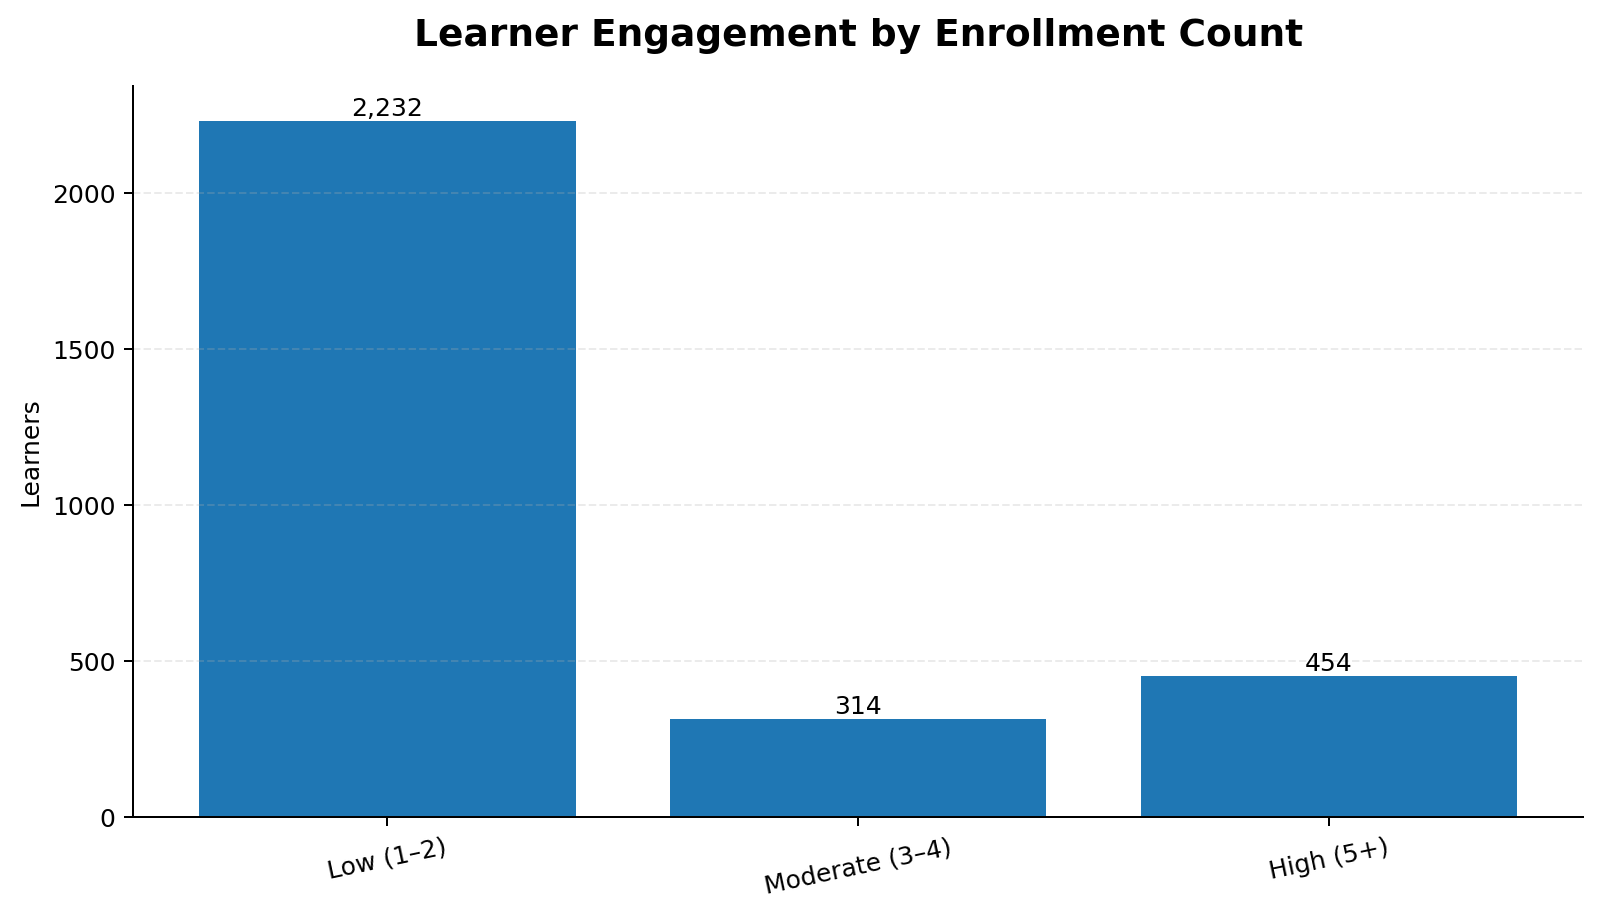 Learner Engagement by Enrollment Count
2,232
2000
1500
1000
500
0
Learners
314
454
Low (1–2)
Moderate (3–4)
High (5+)